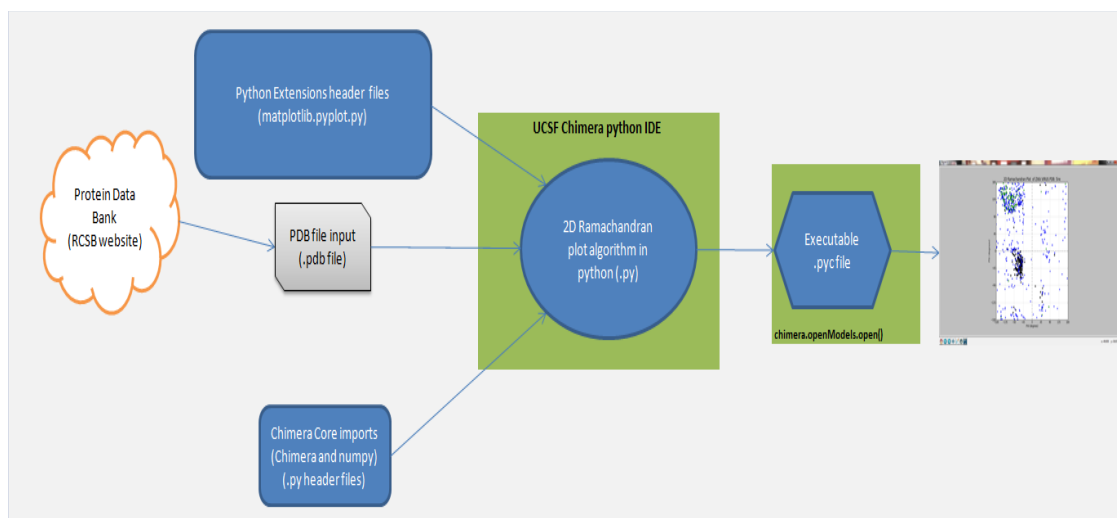 Python Extensions header files
(matplotlib.pyplot.py)
UCSF Chimera python IDE
Protein Data
Bank
(RCSB website)
PDB file input
(.pdb file)
2D Ramachandran
plot algorithm in
python (.py)
Executable
.pyc file
chimera.openModels.open()
Chimera Core imports
(Chimera and numpy)
(.py header files)